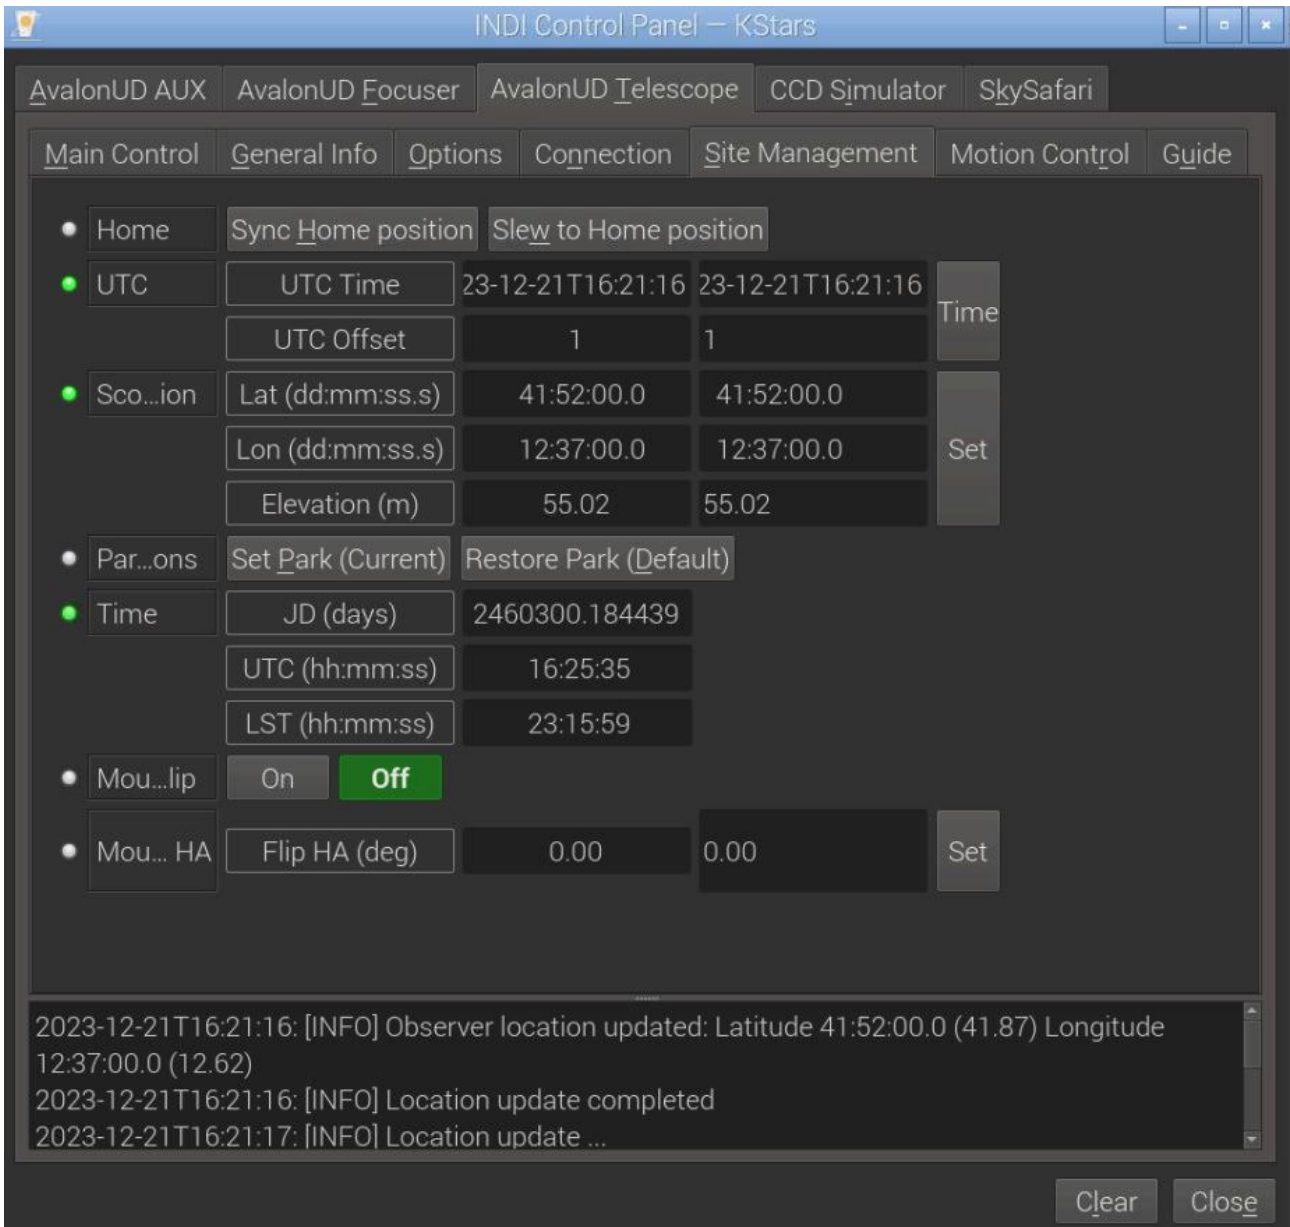 INDI Control Panel — KStars
AvalonUD AUX AvalonUD Focuser AvalonUD Telescope CCD Simulator SkySafari
Main Control General Info Options Connection Site Management Motion Control Guide
Home Sync Home position Slew to Home position
UTC UTC Time 23-12-21T16:21:16 23-12-21T16:21:16 Time
UTC Offset 1 1
Sco...ion Lat (dd:mm:ss.s) 41:52:00.0 41:52:00.0
Lon (dd:mm:ss.s) 12:37:00.0 12:37:00.0 Set
Elevation (m) 55.02 55.02
Par...ons Set Park (Current) Restore Park (Default)
Time JD (days) 2460300.184439
UTC (hh:mm:ss) 16:25:35
LST (hh:mm:ss) 23:15:59
Mou...lip On Off
Mou... HA Flip HA (deg) 0.00 0.00 Set
2023-12-21T16:21:16: [INFO] Observer location updated: Latitude 41:52:00.0 (41.87) Longitude
12:37:00.0 (12.62)
2023-12-21T16:21:16: [INFO] Location update completed
2023-12-21T16:21:17: [INFO] Location update ...
Clear Close